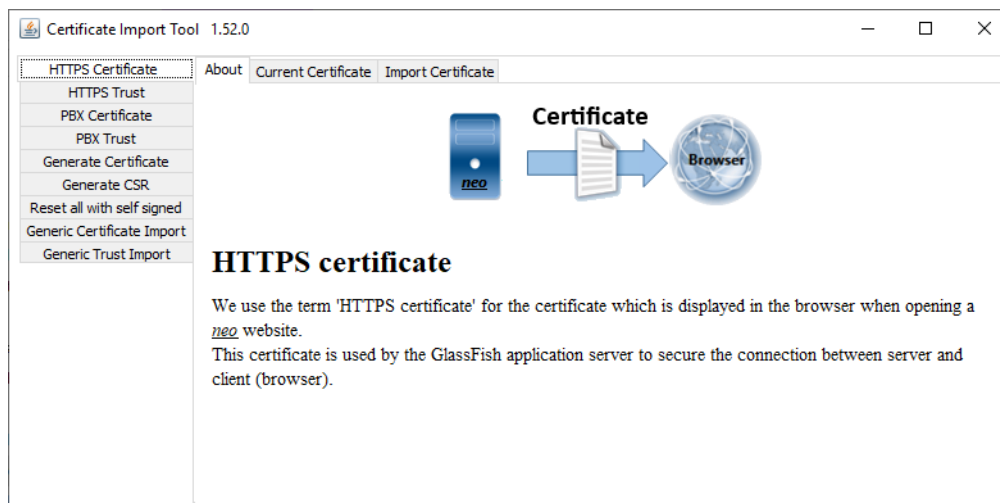 Certificate Import Tool 1.52.0
HTTPS Certificate
HTTPS Trust
PBX Certificate
PBX Trust
Generate Certificate
Generate CSR
Reset all with self signed
Generic Certificate Import
Generic Trust Import
About Current Certificate Import Certificate
Certificate
neo
Browser
HTTPS certificate
We use the term 'HTTPS certificate' for the certificate which is displayed in the browser when opening a
neo website.
This certificate is used by the GlassFish application server to secure the connection between server and
client (browser).